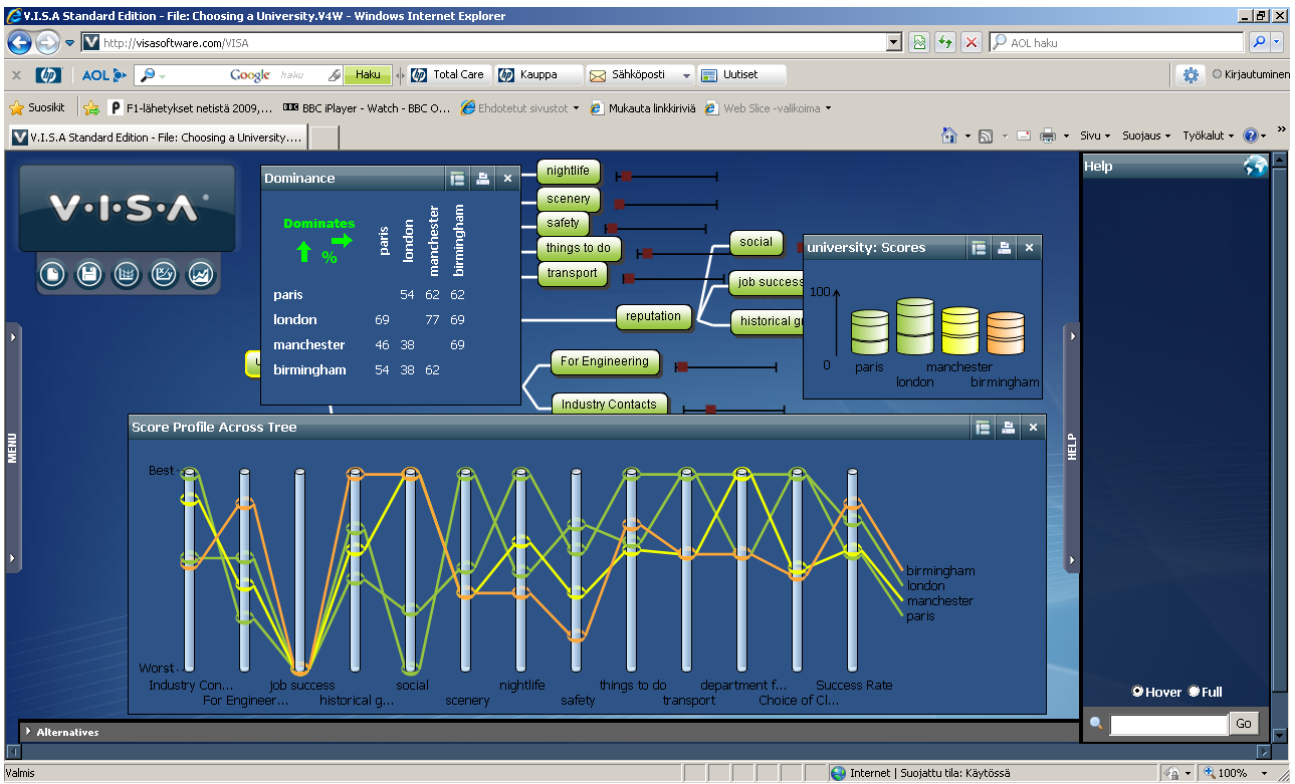 V.I.S.A Standard Edition - File: Choosing a University.V4W - Windows Internet Explorer
http://visasoftware.com/VISA
AOL haku
AOL
Google haku
Haku
Total Care
Kauppa
Sähköposti
Uutiset
Kirjautuminen
Suosikit
F1-lähetykset netistä 2009,...
BBC iPlayer - Watch - BBC O...
Ehdotetut sivustot
Mukauta linkkiriviä
Web Slice -valikoima
V.I.S.A Standard Edition - File: Choosing a University....
Sivu
Suojaus
Työkalut
V·I·S·A
Dominance
Dominates
%
paris
london
manchester
birmingham
paris 54 62 62
london 69 77 69
manchester 46 38 69
birmingham 54 38 62
nightlife
scenery
safety
things to do
transport
reputation
social
job success
historical g
For Engineering
Industry Contacts
university: Scores
100
0
paris
manchester
london
birmingham
Help
MENU
HELP
Score Profile Across Tree
Best
Worst
birmingham
london
manchester
paris
Industry Con...
job success
social
nightlife
things to do
department f...
Success Rate
For Engineer...
historical g...
scenery
safety
transport
Choice of Cl...
Hover
Full
Go
Alternatives
Valmis
Internet | Suojattu tila: Käytössä
100%